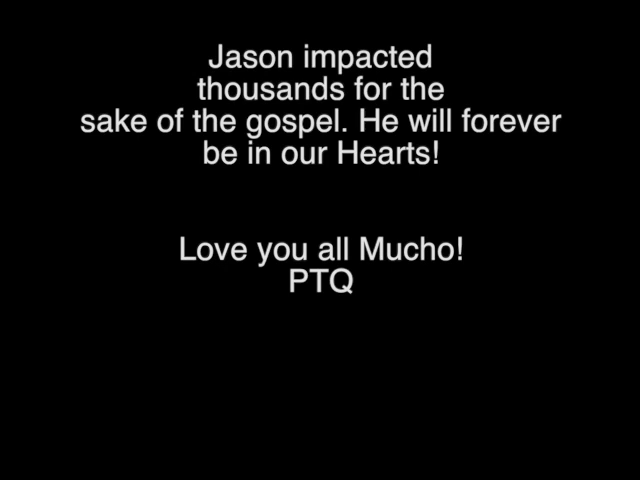 Jason impacted
thousands for the
sake of the gospel. He will forever
be in our Hearts!
Love you all Mucho!
PTQ